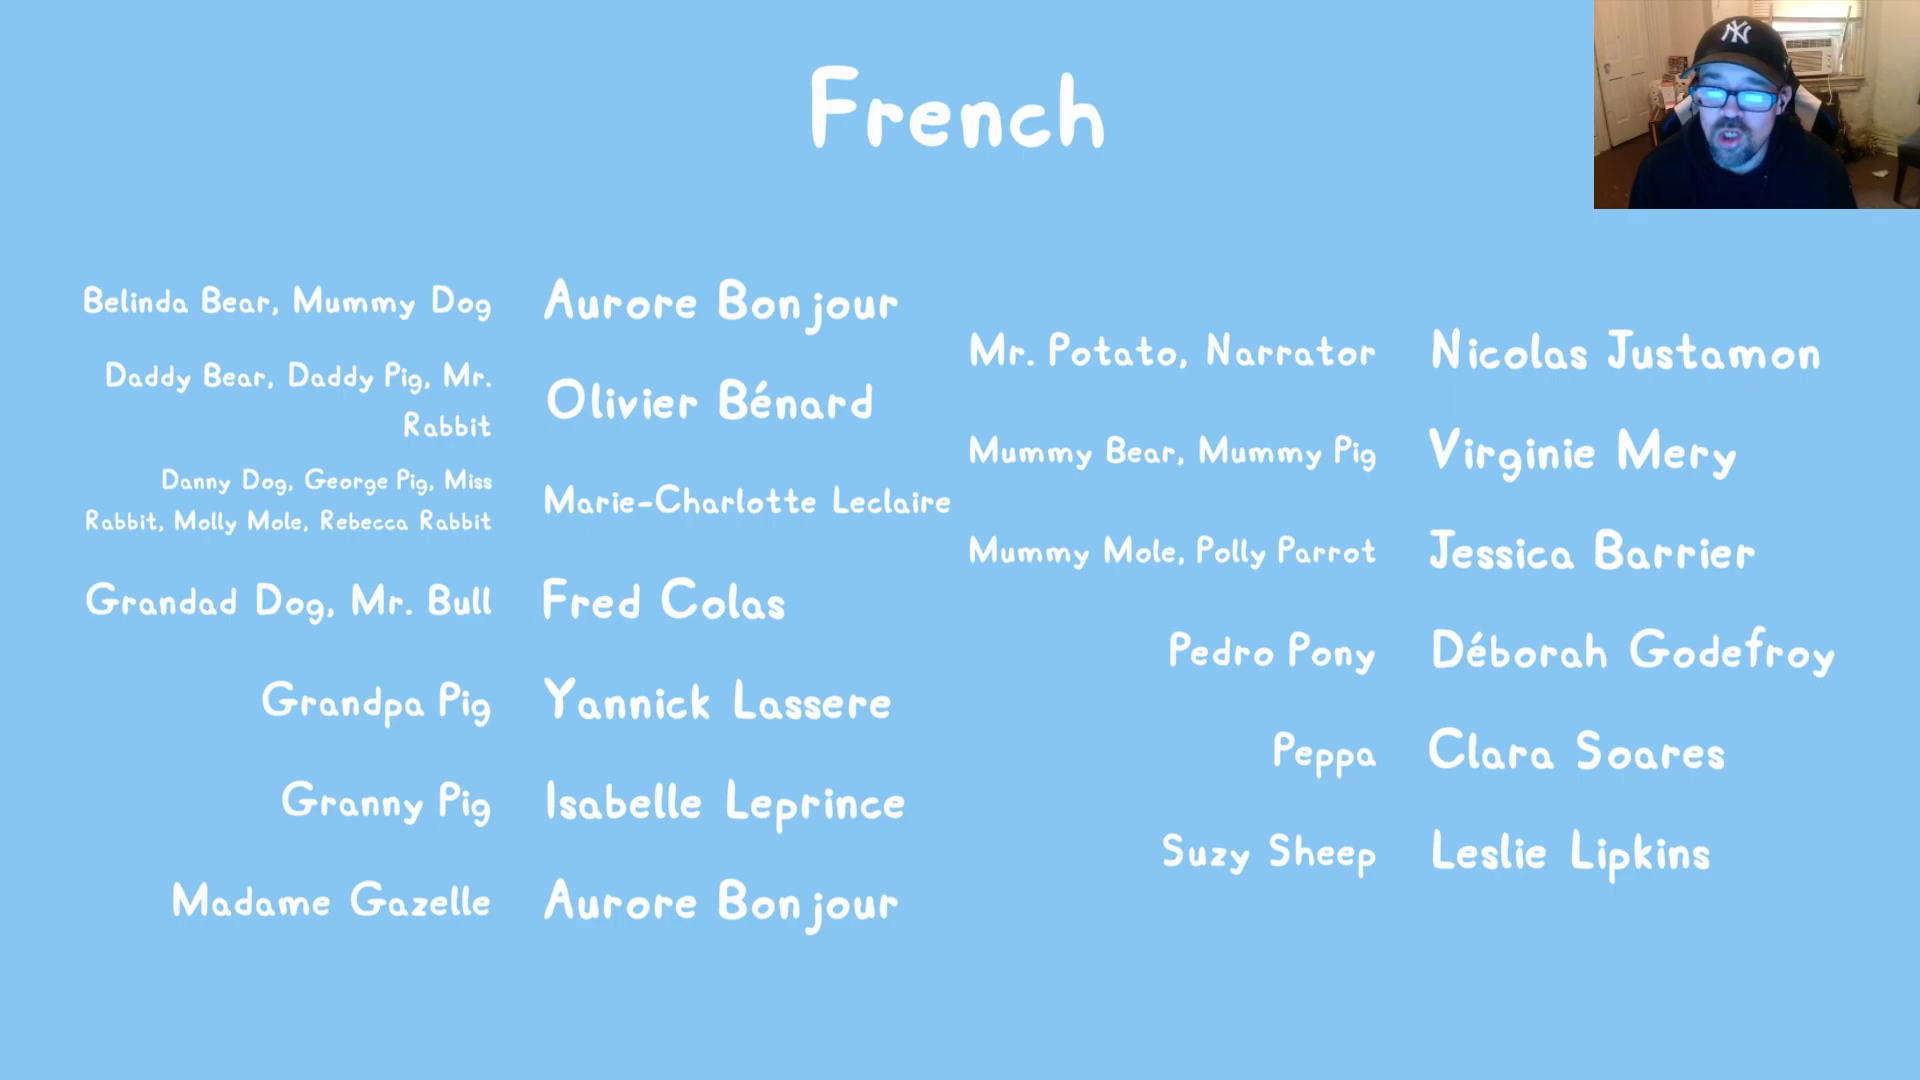 French
Belinda Bear, Mummy Dog Aurore Bonjour
Daddy Bear, Daddy Pig, Mr.
Rabbit Olivier Bénard
Danny Dog, George Pig, Miss
Rabbit, Molly Mole, Rebecca Rabbit Marie-Charlotte Leclaire
Grandad Dog, Mr. Bull Fred Colas
Grandpa Pig Yannick Lassere
Granny Pig Isabelle Leprince
Madame Gazelle Aurore Bonjour
Mr. Potato, Narrator Nicolas Justamon
Mummy Bear, Mummy Pig Virginie Mery
Mummy Mole, Polly Parrot Jessica Barrier
Pedro Pony Déborah Godefroy
Peppa Clara Soares
Suzy Sheep Leslie Lipkins
NY